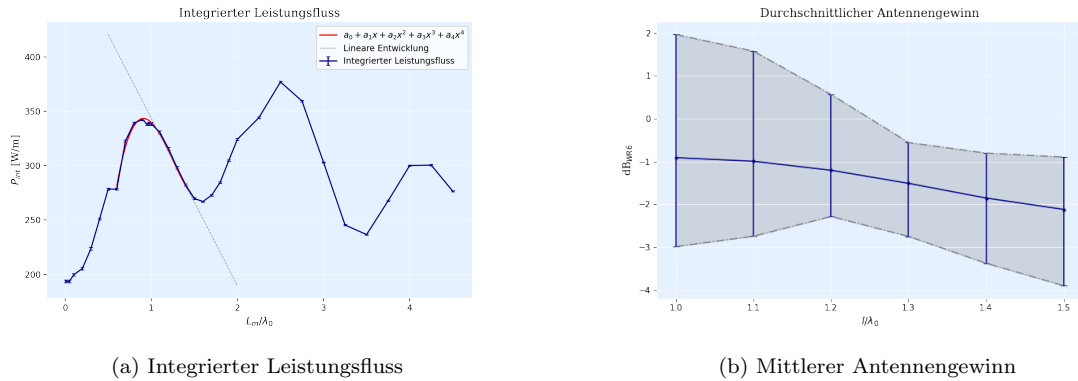 Integrierter Leistungsfluss
a₀ + a₁x + a₂x² + a₃x³ + a₄x⁴
Lineare Entwicklung
Integrierter Leistungsfluss
400
350
300
250
200
P_int [W/m]
0 1 2 3 4
L_m/λ₀
(a) Integrierter Leistungsfluss
Durchschnittlicher Antennengewinn
2
1
0
−1
−2
−3
−4
dB_WR6
1.0 1.1 1.2 1.3 1.4 1.5
l/λ₀
(b) Mittlerer Antennengewinn